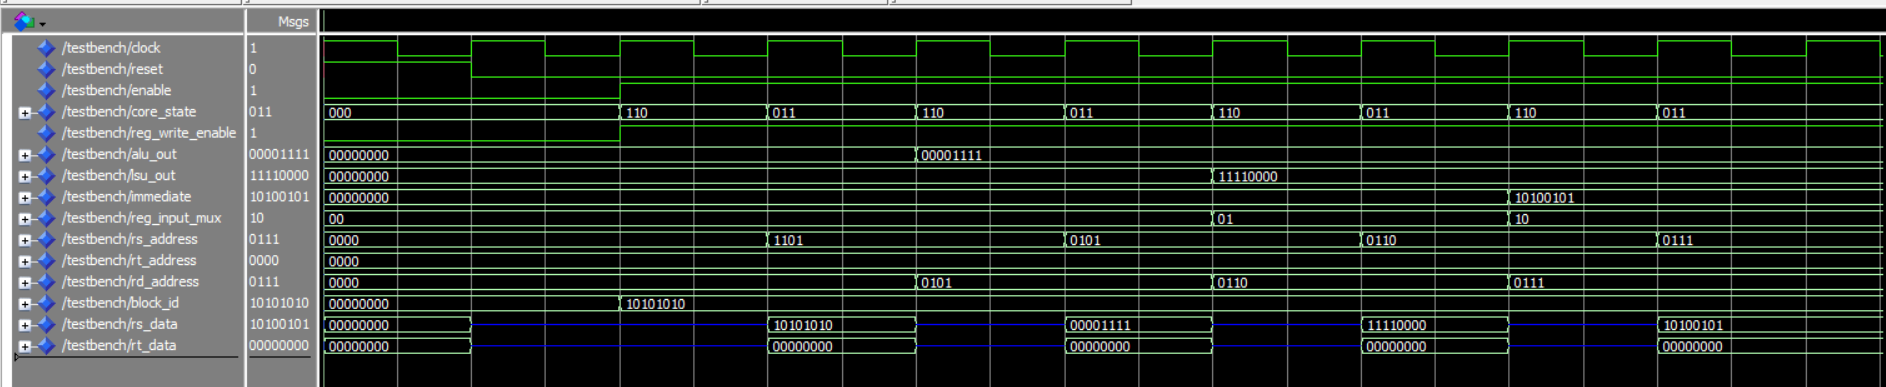 Msgs
/testbench/clock 1
/testbench/reset 0
/testbench/enable 1
/testbench/core_state 011 000 110 011 110 011 110 011 110 011
/testbench/reg_write_enable 1
/testbench/alu_out 00001111 00000000 00001111
/testbench/lsu_out 11110000 00000000 11110000
/testbench/immediate 10100101 00000000 10100101
/testbench/reg_input_mux 10 00 01 10
/testbench/rs_address 0111 0000 1101 0101 0110 0111
/testbench/rt_address 0000 0000
/testbench/rd_address 0111 0000 0101 0110 0111
/testbench/block_id 10101010 00000000 10101010
/testbench/rs_data 10100101 00000000 10101010 00001111 11110000 10100101
/testbench/rt_data 00000000 00000000 00000000 00000000 00000000 00000000